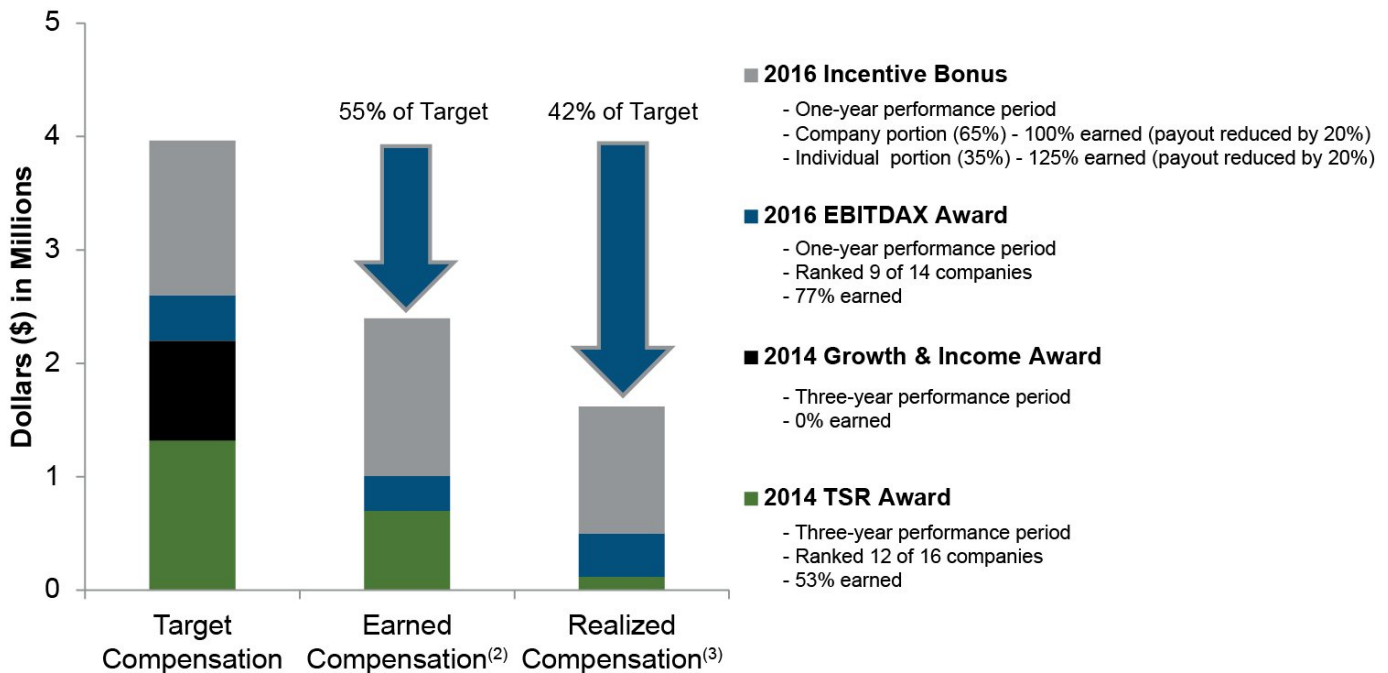 5
4
3
2
1
0
Dollars ($) in Millions
55% of Target
42% of Target
Target
Compensation
Earned
Compensation(2)
Realized
Compensation(3)
2016 Incentive Bonus
- One-year performance period
- Company portion (65%) - 100% earned (payout reduced by 20%)
- Individual portion (35%) - 125% earned (payout reduced by 20%)
2016 EBITDAX Award
- One-year performance period
- Ranked 9 of 14 companies
- 77% earned
2014 Growth & Income Award
- Three-year performance period
- 0% earned
2014 TSR Award
- Three-year performance period
- Ranked 12 of 16 companies
- 53% earned